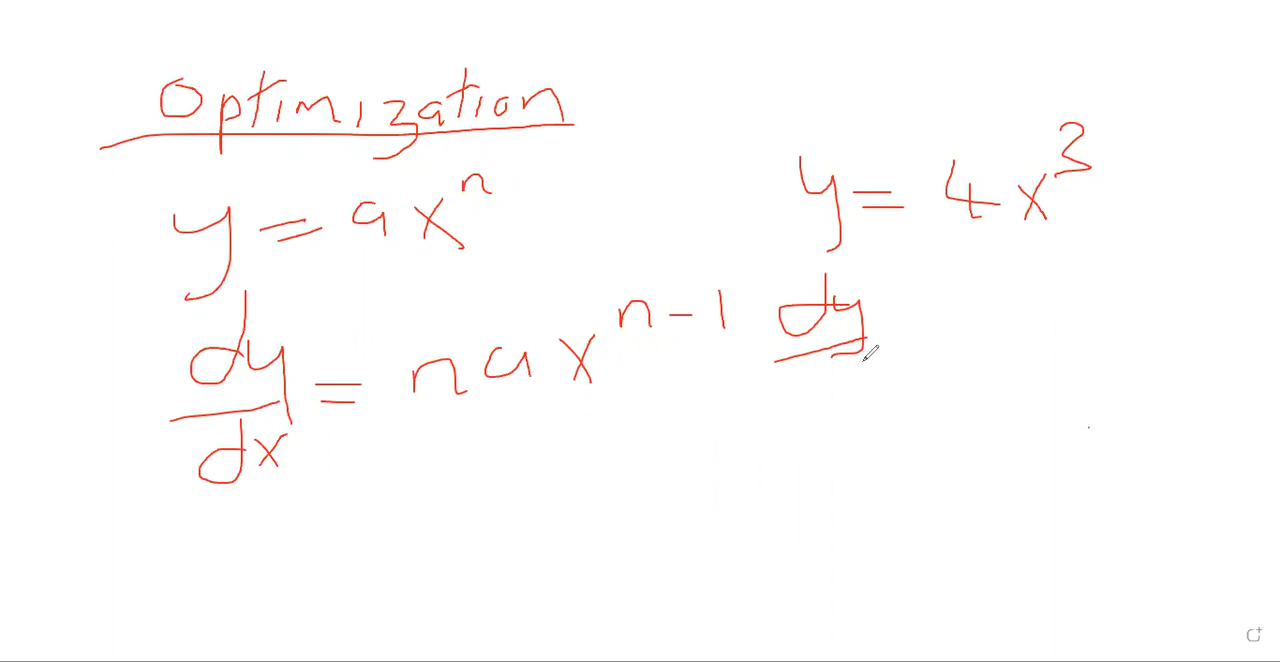 Optimization
y = ax^n
dy/dx = nax^(n-1)
y = 4x^3
dy